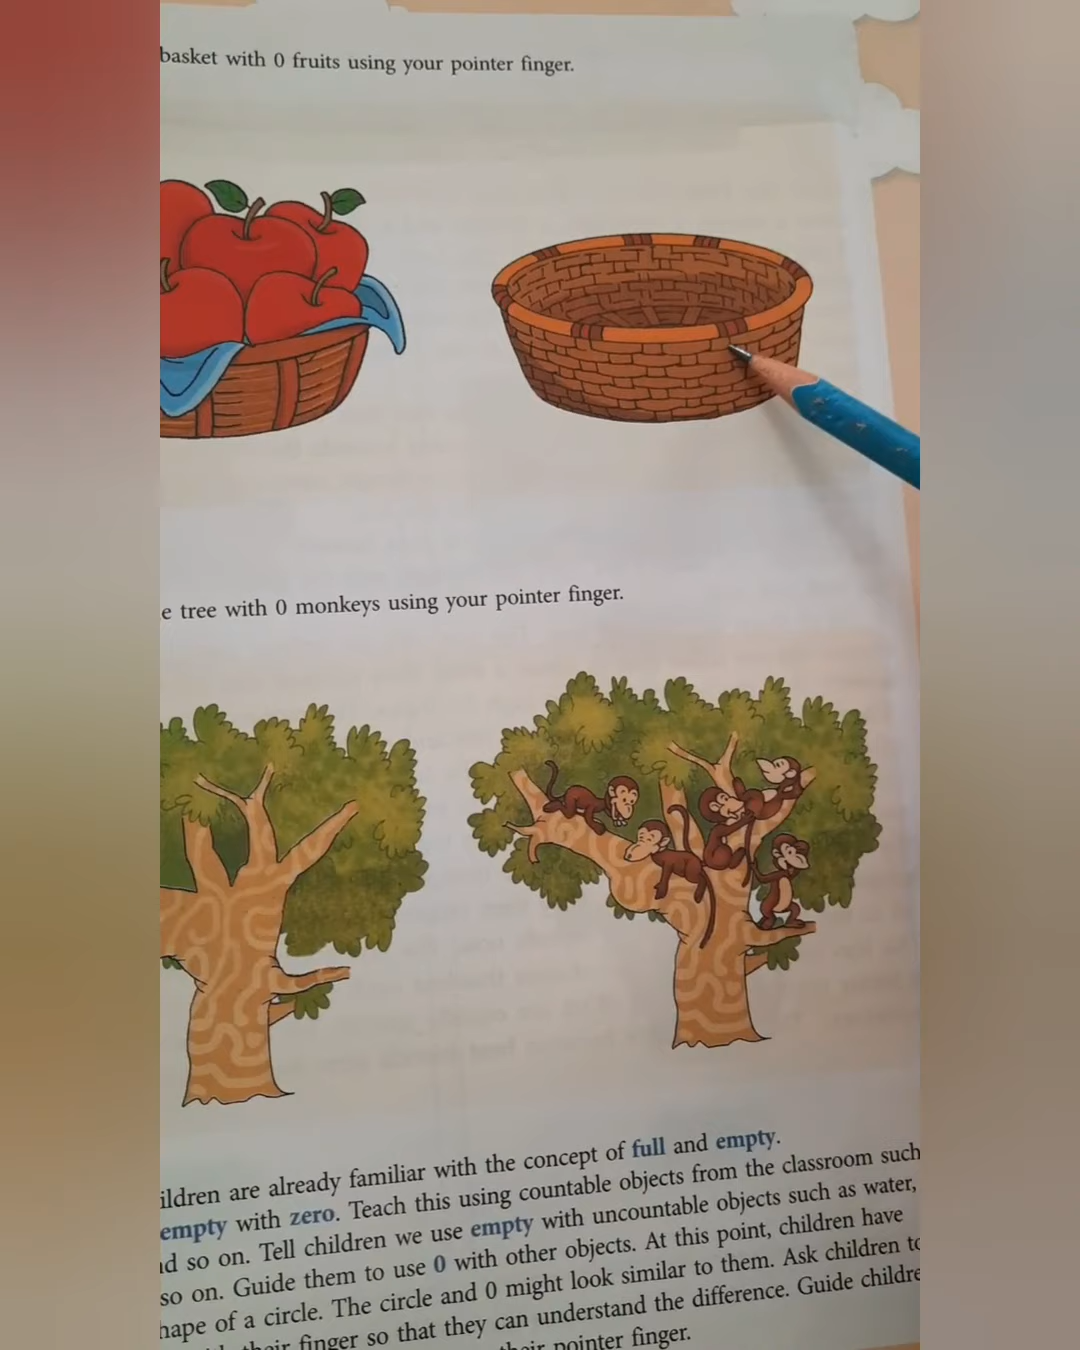 basket with 0 fruits using your pointer finger.
e tree with 0 monkeys using your pointer finger.
ildren are already familiar with the concept of full and empty.
empty with zero. Teach this using countable objects from the classroom such
d so on. Tell children we use empty with uncountable objects such as water,
so on. Guide them to use 0 with other objects. At this point, children have
hape of a circle. The circle and 0 might look similar to them. Ask children to
their finger so that they can understand the difference. Guide childre
their pointer finger.